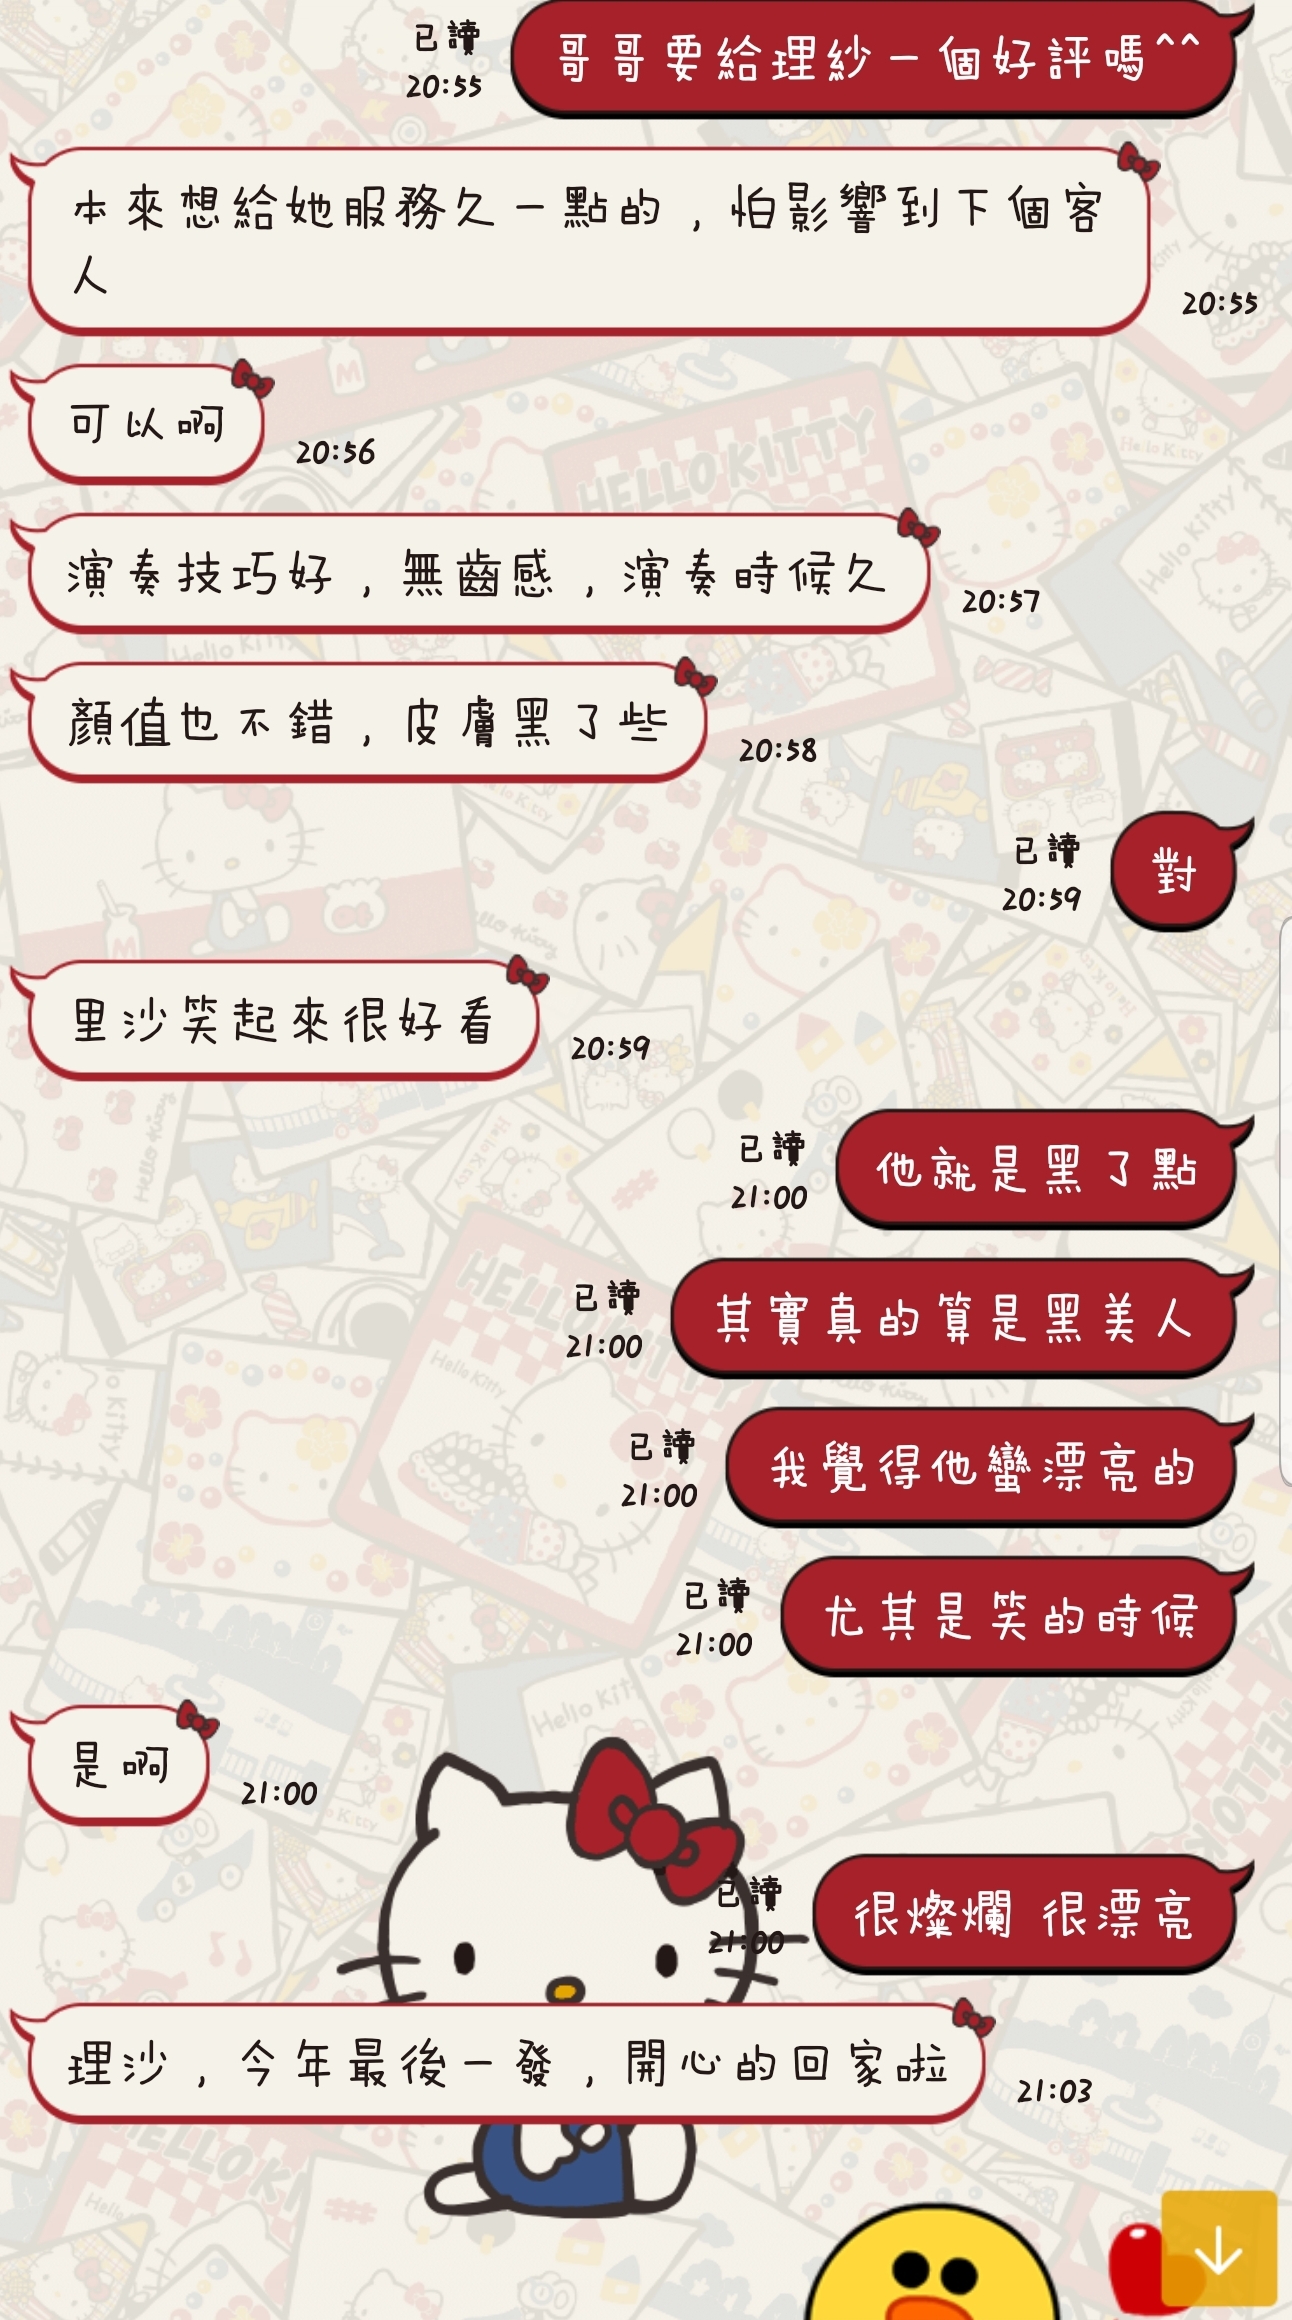 哥哥要給理紗一個好評嗎^^
已讀
20:55
本來想給她服務久一點的，怕影響到下個客
人
20:55
可以啊
20:56
演奏技巧好，無齒感，演奏時候久
20:57
顏值也不錯，皮膚黑了些
20:58
對
已讀
20:59
里沙笑起來很好看
20:59
他就是黑了點
已讀
21:00
其實真的算是黑美人
已讀
21:00
我覺得他蠻漂亮的
已讀
21:00
尤其是笑的時候
已讀
21:00
是啊
21:00
很燦爛 很漂亮
已讀
21:00
理沙，今年最後一發，開心的回家啦
21:03
HELLO KITTY
Hello Kitty